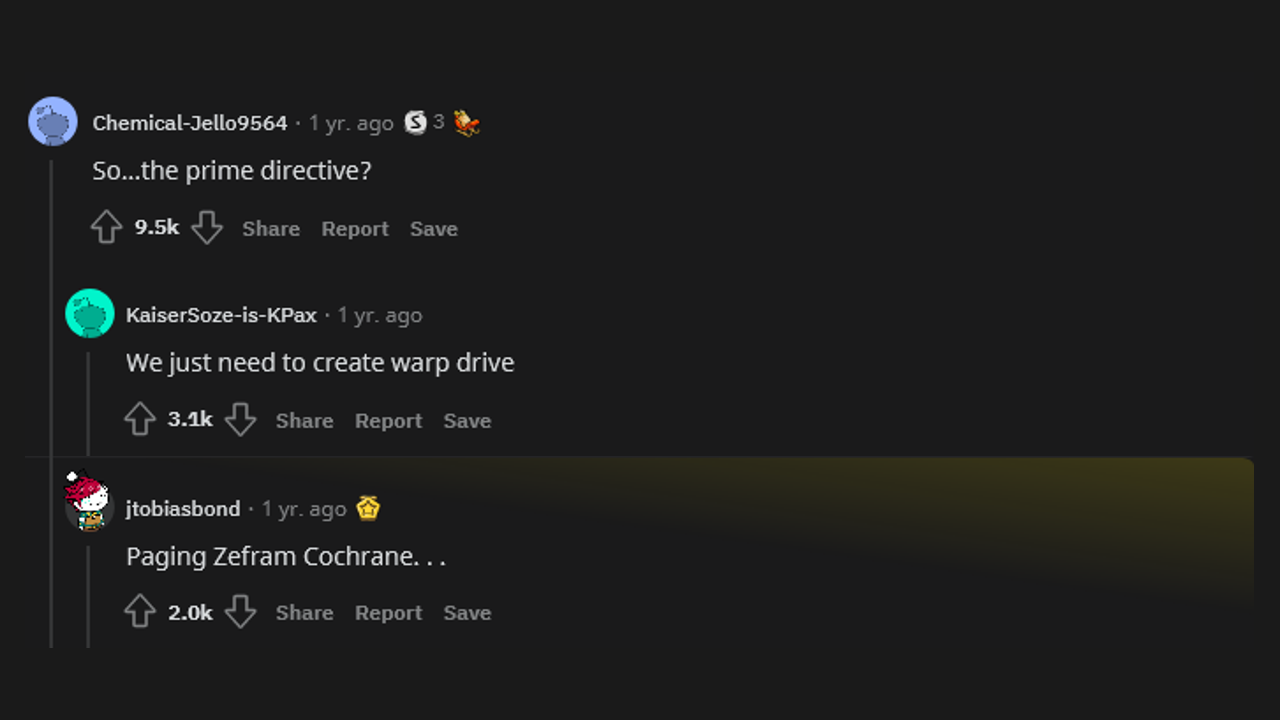 Chemical-Jello9564 · 1 yr. ago S 3
So...the prime directive?
9.5k Share Report Save
KaiserSoze-is-KPax · 1 yr. ago
We just need to create warp drive
3.1k Share Report Save
jtobiasbond · 1 yr. ago
Paging Zefram Cochrane. . .
2.0k Share Report Save